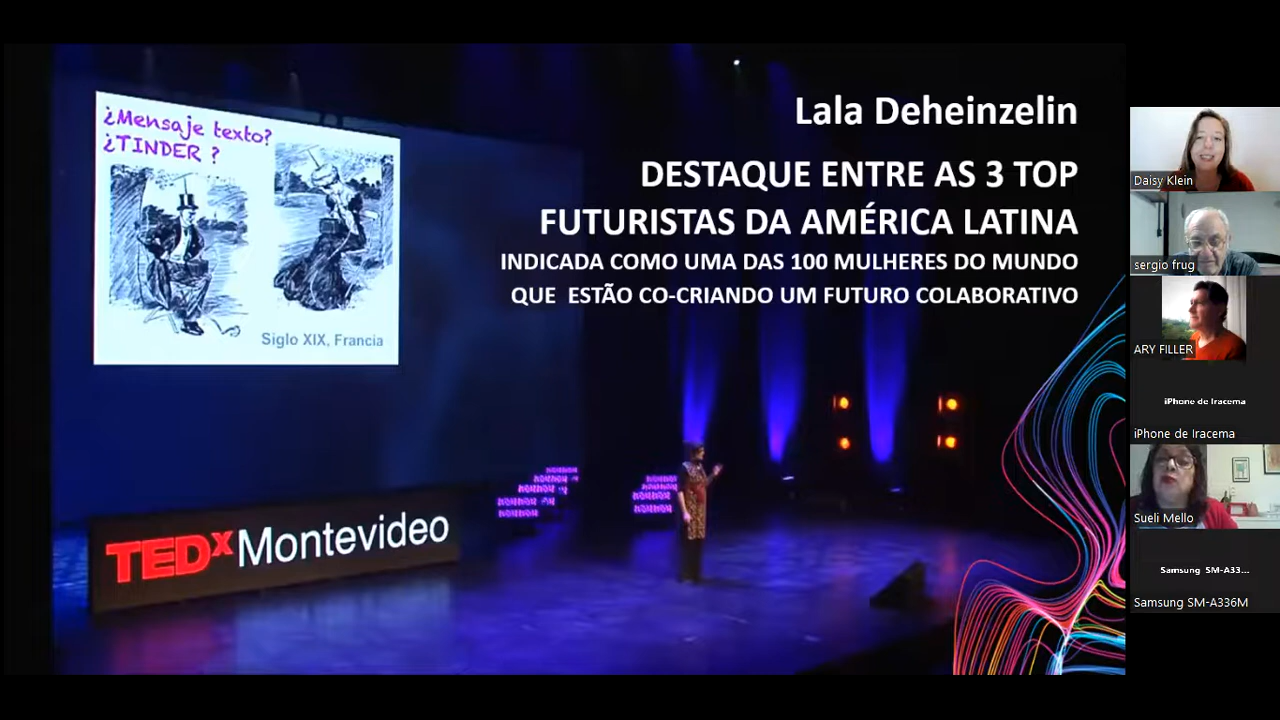 ¿Mensaje texto?
¿TINDER ?
Siglo XIX, Francia
Lala Deheinzelin
DESTAQUE ENTRE AS 3 TOP
FUTURISTAS DA AMÉRICA LATINA
INDICADA COMO UMA DAS 100 MULHERES DO MUNDO
QUE ESTÃO CO-CRIANDO UM FUTURO COLABORATIVO
TEDxMontevideo
Daisy Klein
sergio frug
ARY FILLER
iPhone de Iracema
iPhone de Iracema
Sueli Mello
Samsung SM-A33...
Samsung SM-A336M